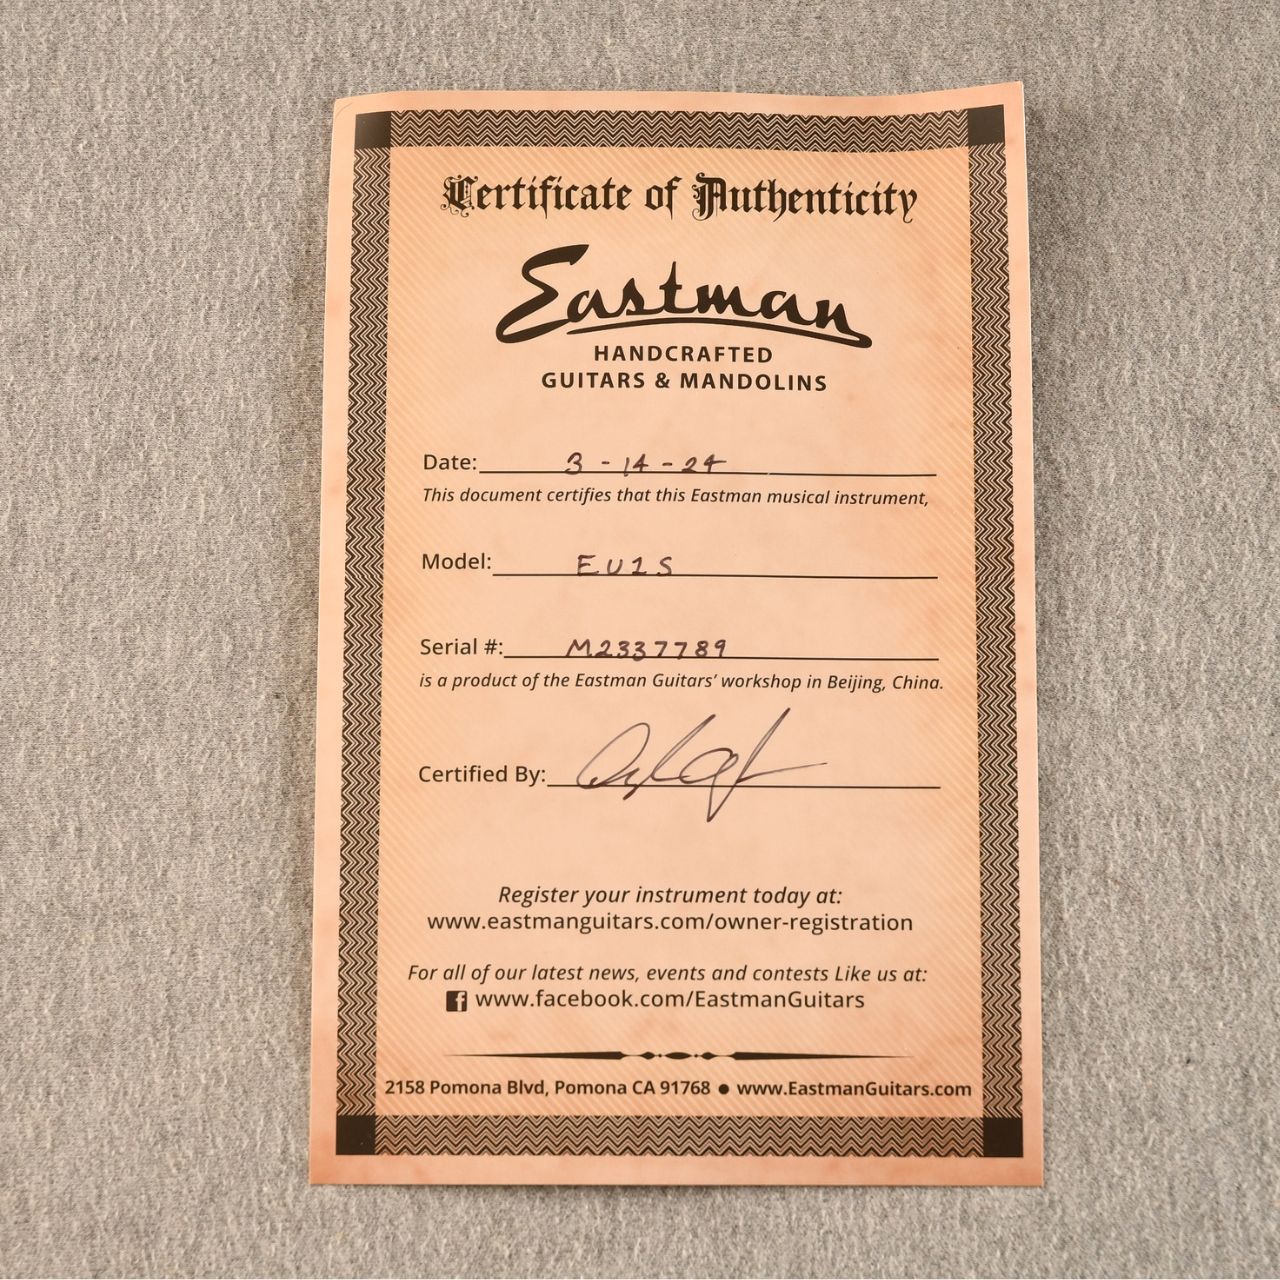 Certificate of Authenticity
Eastman
HANDCRAFTED
GUITARS & MANDOLINS
Date: 3-14-24
This document certifies that this Eastman musical instrument,
Model: EU1S
Serial #: M2337789
is a product of the Eastman Guitars' workshop in Beijing, China.
Certified By:
Register your instrument today at:
www.eastmanguitars.com/owner-registration
For all of our latest news, events and contests Like us at:
f www.facebook.com/EastmanGuitars
2158 Pomona Blvd, Pomona CA 91768 ● www.EastmanGuitars.com